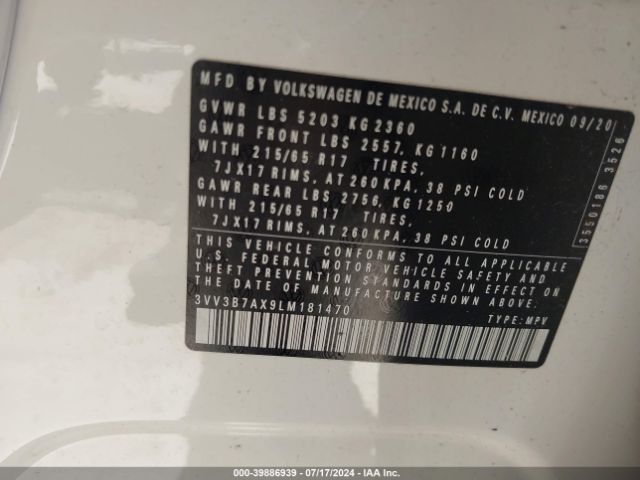 MFD. BY VOLKSWAGEN DE MEXICO S.A. DE C.V. MEXICO 09/20
GVWR LBS 5203 KG 2360
GAWR FRONT LBS 2557, KG 1160
WITH 215/65 R17 TIRES,
7JX17 RIMS, AT 260 KPA, 38 PSI COLD
GAWR REAR LBS 2756, KG 1250
WITH 215/65 R17 TIRES,
7JX17 RIMS, AT 260 KPA, 38 PSI COLD
THIS VEHICLE CONFORMS TO ALL APPLICABLE
U.S. FEDERAL MOTOR VEHICLE SAFETY AND
THEFT PREVENTION STANDARDS IN EFFECT ON
THE DATE OF MANUFACTURE SHOWN ABOVE.
3VV3B7AX9LM181470 TYPE: MPV
3550186 3526
000-39886939 - 07/17/2024 - IAA Inc.